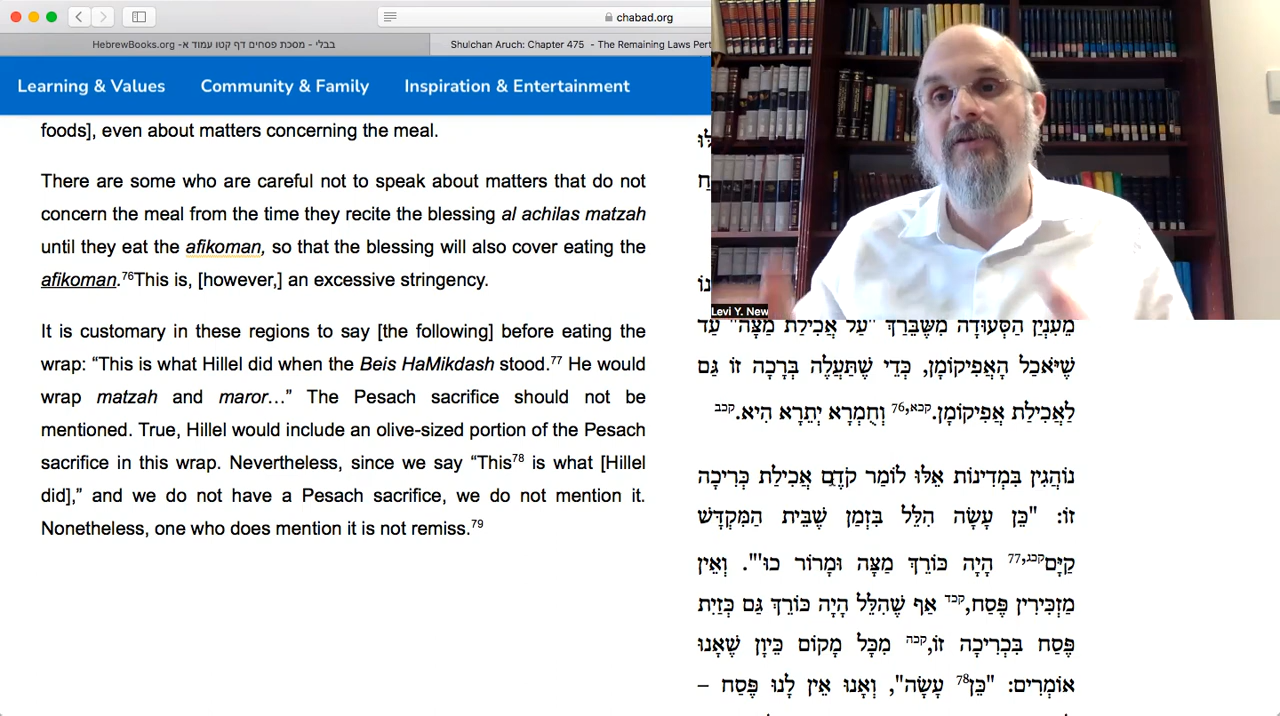 chabad.org
HebrewBooks.org -בבלי - מסכת פסחים דף קטו עמוד א
Shulchan Aruch: Chapter 475 - The Remaining Laws Pert
Learning & Values Community & Family Inspiration & Entertainment
foods], even about matters concerning the meal.
There are some who are careful not to speak about matters that do not
concern the meal from the time they recite the blessing al achilas matzah
until they eat the afikoman, so that the blessing will also cover eating the
afikoman.76This is, [however,] an excessive stringency.
It is customary in these regions to say [the following] before eating the
wrap: “This is what Hillel did when the Beis HaMikdash stood.77 He would
wrap matzah and maror…” The Pesach sacrifice should not be
mentioned. True, Hillel would include an olive-sized portion of the Pesach
sacrifice in this wrap. Nevertheless, since we say “This78 is what [Hillel
did],” and we do not have a Pesach sacrifice, we do not mention it.
Nonetheless, one who does mention it is not remiss.79
Levi Y. New
מֵעִנְיַן הַסְּעוּדָה מִשֶּׁבֵּרַךְ "עַל אֲכִילַת מַצָּה" עַד
שֶׁיֹּאכַל הָאֲפִיקוֹמָן, כְּדֵי שֶׁתַּעֲלֶה בְּרָכָה זוֹ גַּם
לַאֲכִילַת אֲפִיקוֹמָן.קכא,76 וְחֻמְרָא יְתֵרָא הִיא.קכב
נוֹהֲגִין בִּמְדִינוֹת אֵלּוּ לוֹמַר קֹדֶם אֲכִילַת כְּרִיכָה
זוֹ: "כֵּן עָשָׂה הִלֵּל בִּזְמַן שֶׁבֵּית הַמִּקְדָּשׁ
קַיָּםקכג,77 הָיָה כּוֹרֵךְ מַצָּה וּמָרוֹר כוּ'". וְאֵין
מַזְכִּירִין פֶּסַח,קכד אַף שֶׁהִלֵּל הָיָה כּוֹרֵךְ גַּם כְּזַיִת
פֶּסַח בִּכְרִיכָה זוֹ,קכה מִכָּל מָקוֹם כֵּיוָן שֶׁאָנוּ
אוֹמְרִים: "כֵּן78 עָשָׂה", וְאָנוּ אֵין לָנוּ פֶּסַח –